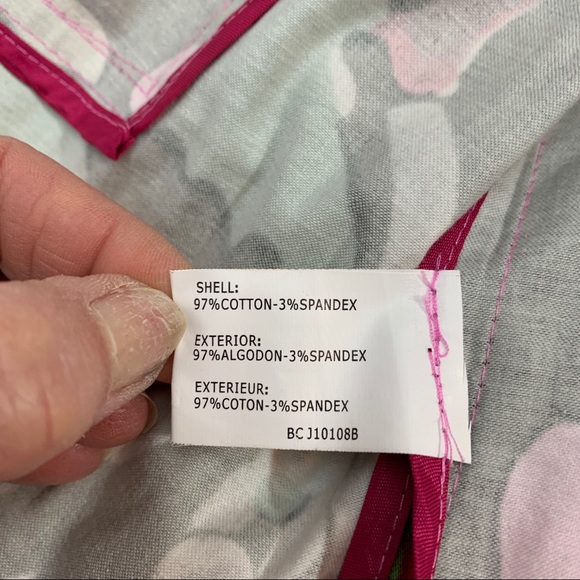 SHELL:
97%COTTON-3%SPANDEX
EXTERIOR:
97%ALGODON-3%SPANDEX
EXTERIEUR:
97%COTON-3%SPANDEX
BC J10108B